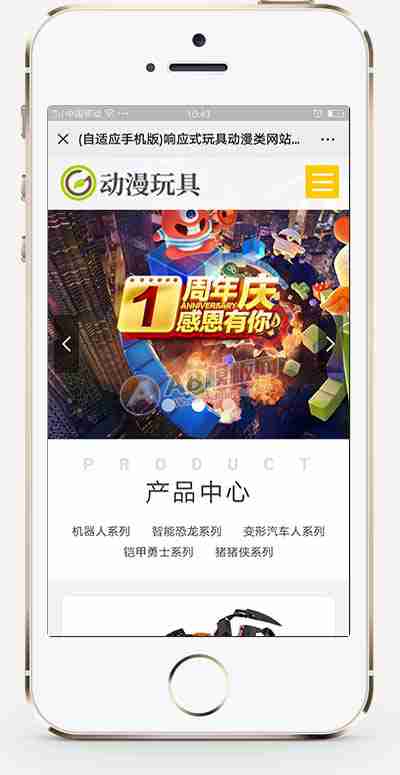 中国移动 10:43
(自适应手机版)响应式玩具动漫类网站...
动漫玩具
1周年庆
ANNIVERSARY
感恩有你
PRODUCT
产品中心
机器人系列 智能恐龙系列 变形汽车人系列
铠甲勇士系列 猪猪侠系列